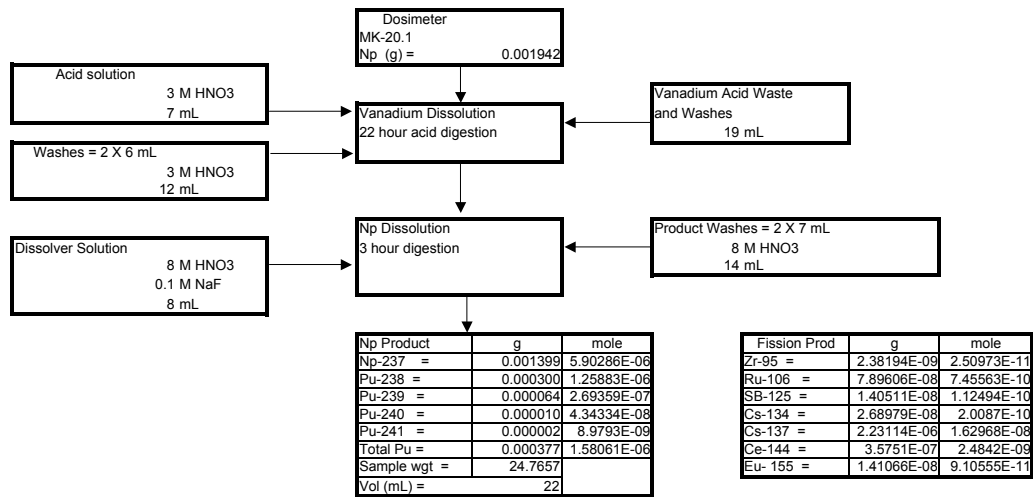 Dosimeter
MK-20.1
Np (g) = 0.001942
Acid solution
3 M HNO3
7 mL
Vanadium Dissolution
22 hour acid digestion
Vanadium Acid Waste
and Washes
19 mL
Washes = 2 X 6 mL
3 M HNO3
12 mL
Np Dissolution
3 hour digestion
Product Washes = 2 X 7 mL
8 M HNO3
14 mL
Dissolver Solution
8 M HNO3
0.1 M NaF
8 mL
Np Product g mole
Np-237 = 0.001399 5.90286E-06
Pu-238 = 0.000300 1.25883E-06
Pu-239 = 0.000064 2.69359E-07
Pu-240 = 0.000010 4.34334E-08
Pu-241 = 0.000002 8.9793E-09
Total Pu = 0.000377 1.58061E-06
Sample wgt = 24.7657
Vol (mL) = 22
Fission Prod g mole
Zr-95 = 2.38194E-09 2.50973E-11
Ru-106 = 7.89606E-08 7.45563E-10
SB-125 = 1.40511E-08 1.12494E-10
Cs-134 = 2.68979E-08 2.0087E-10
Cs-137 = 2.23114E-06 1.62968E-08
Ce-144 = 3.5751E-07 2.4842E-09
Eu- 155 = 1.41066E-08 9.10555E-11